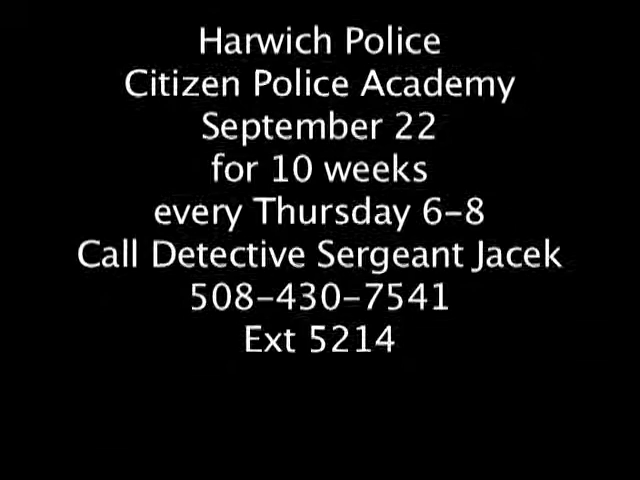 Harwich Police
Citizen Police Academy
September 22
for 10 weeks
every Thursday 6-8
Call Detective Sergeant Jacek
508-430-7541
Ext 5214